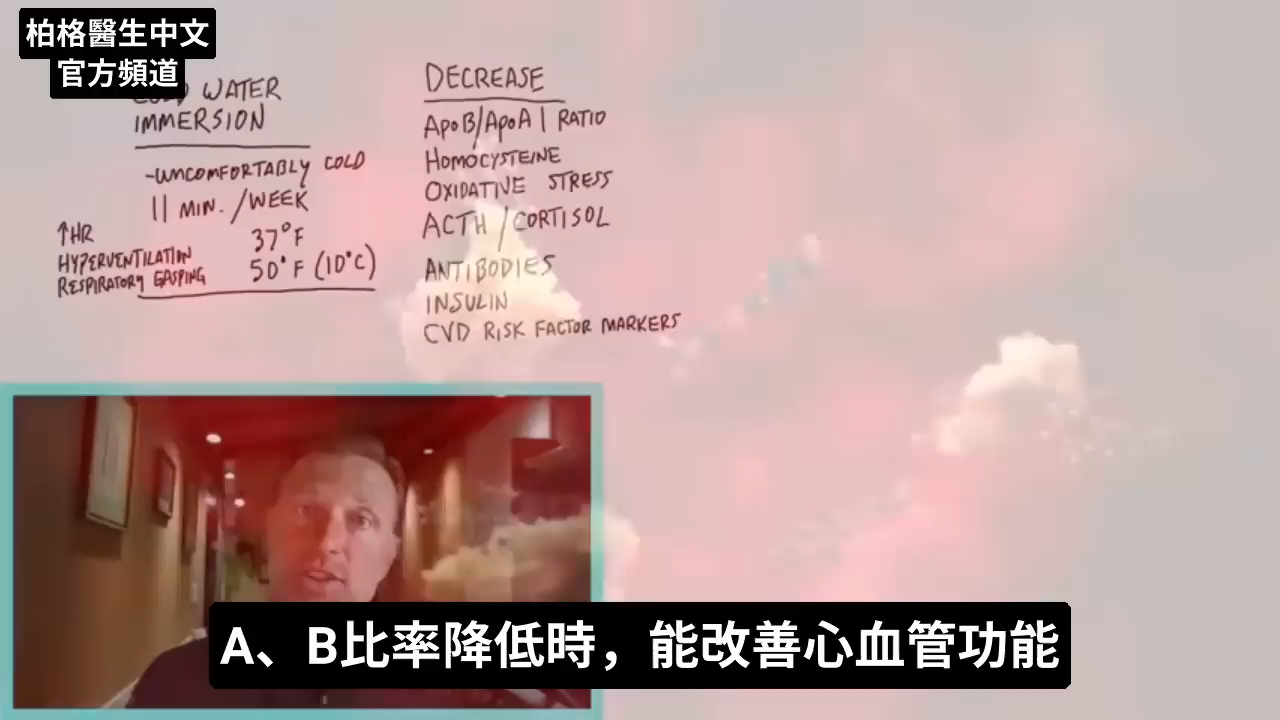 柏格醫生中文
官方頻道
WATER
IMMERSION
-UNCOMFORTABLY COLD
11 MIN. /WEEK
↑HR
HYPERVENTILATION
RESPIRATORY GASPING
37°F
50°F (10°C)
DECREASE
ApoB/ApoA1 RATIO
HOMOCYSTEINE
OXIDATIVE STRESS
ACTH/CORTISOL
ANTIBODIES
INSULIN
CVD RISK FACTOR MARKERS
A、B比率降低時，能改善心血管功能